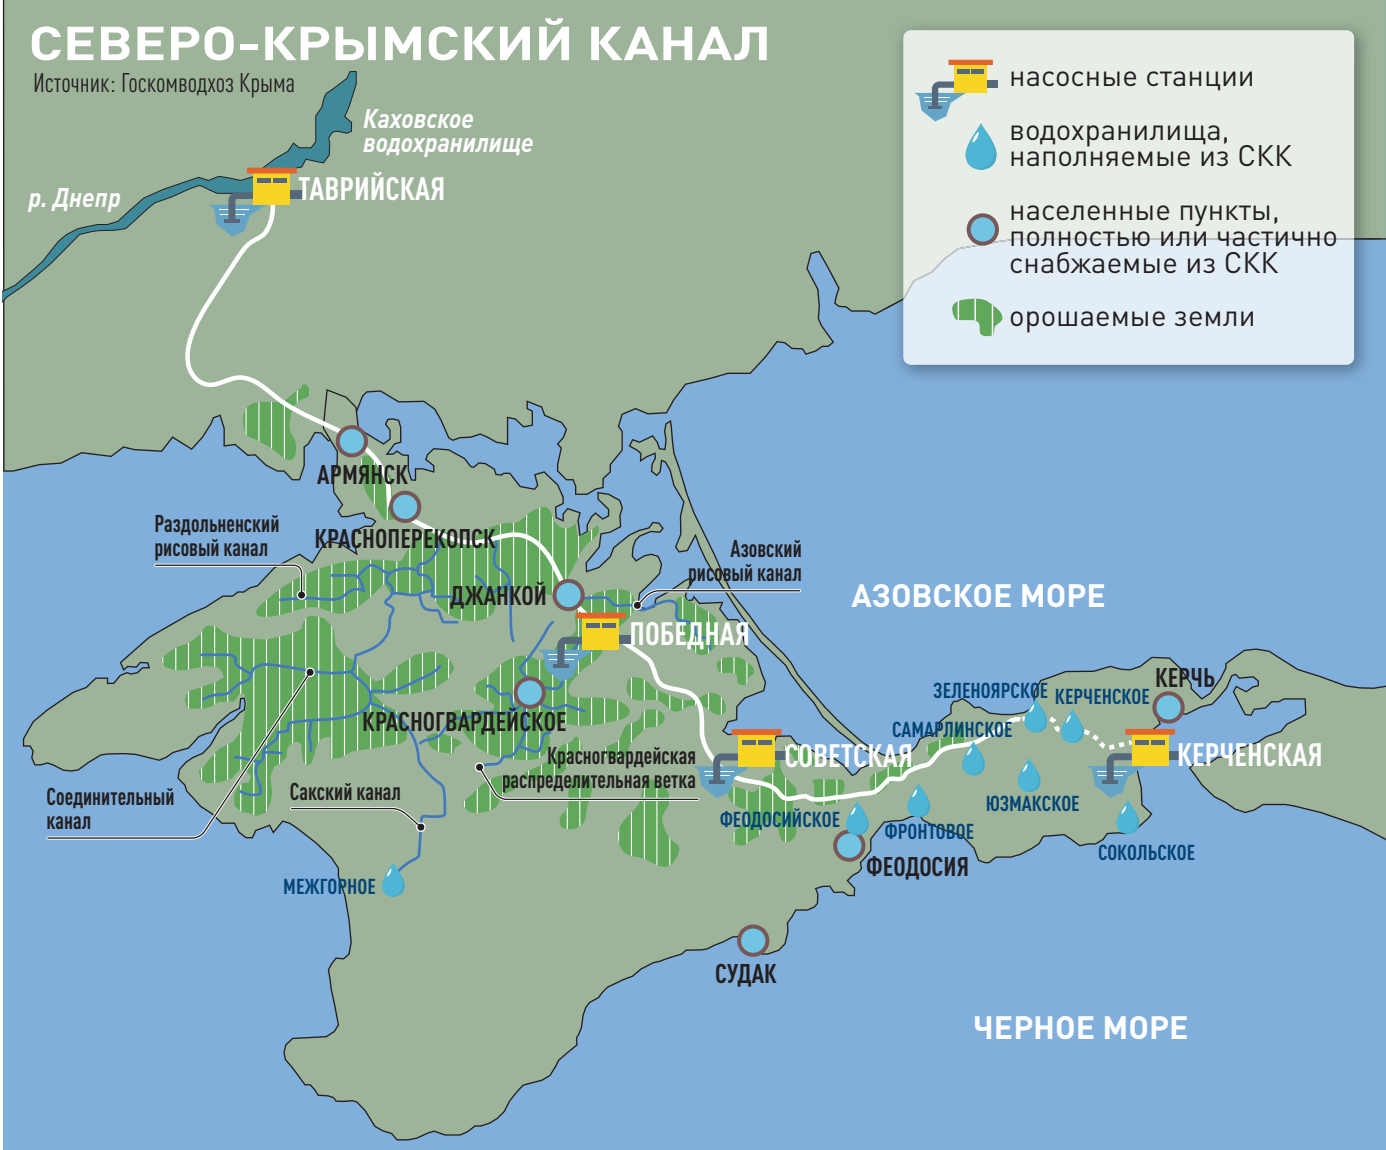 СЕВЕРО-КРЫМСКИЙ КАНАЛ
Источник: Госкомводхоз Крыма
насосные станции
водохранилища,
наполняемые из СКК
населенные пункты,
полностью или частично
снабжаемые из СКК
орошаемые земли
Каховское
водохранилище
р. Днепр
ТАВРИЙСКАЯ
АРМЯНСК
КРАСНОПЕРЕКОПСК
Раздольненский
рисовый канал
Азовский
рисовый канал
ДЖАНКОЙ
АЗОВСКОЕ МОРЕ
ПОБЕДНАЯ
КЕРЧЬ
ЗЕЛЕНОЯРСКОЕ
КЕРЧЕНСКОЕ
КРАСНОГВАРДЕЙСКОЕ
САМАРЛИНСКОЕ
СОВЕТСКАЯ
КЕРЧЕНСКАЯ
Красногвардейская
распределительная ветка
Соединительный
канал
Сакский канал
ЮЗМАКСКОЕ
ФЕОДОСИЙСКОЕ
ФРОНТОВОЕ
СОКОЛЬСКОЕ
ФЕОДОСИЯ
МЕЖГОРНОЕ
СУДАК
ЧЕРНОЕ МОРЕ